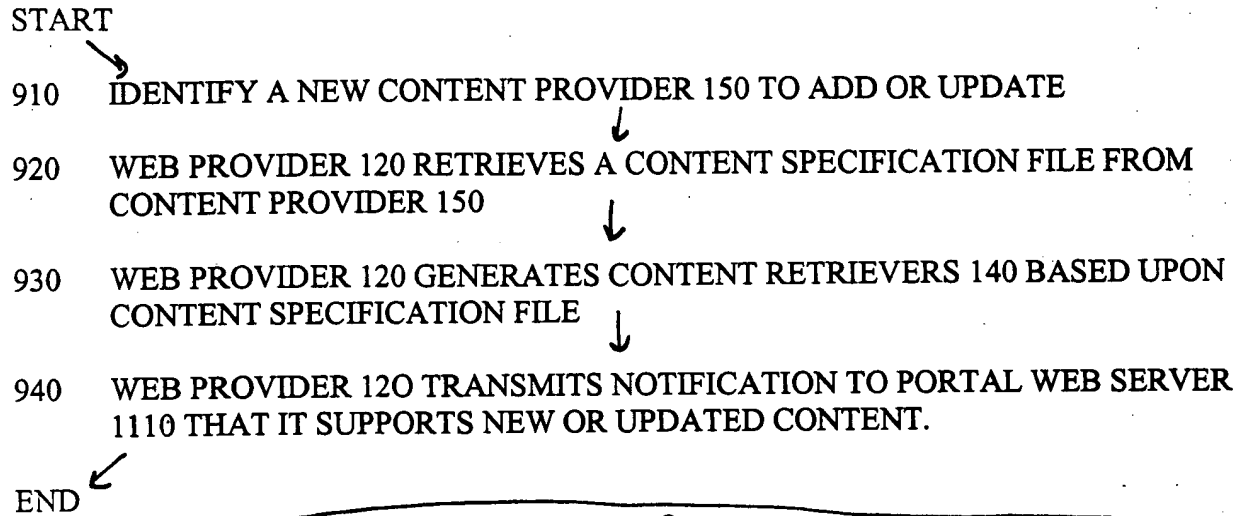 START
910 IDENTIFY A NEW CONTENT PROVIDER 150 TO ADD OR UPDATE
920 WEB PROVIDER 120 RETRIEVES A CONTENT SPECIFICATION FILE FROM
CONTENT PROVIDER 150
930 WEB PROVIDER 120 GENERATES CONTENT RETRIEVERS 140 BASED UPON
CONTENT SPECIFICATION FILE
940 WEB PROVIDER 12O TRANSMITS NOTIFICATION TO PORTAL WEB SERVER
1110 THAT IT SUPPORTS NEW OR UPDATED CONTENT.
END